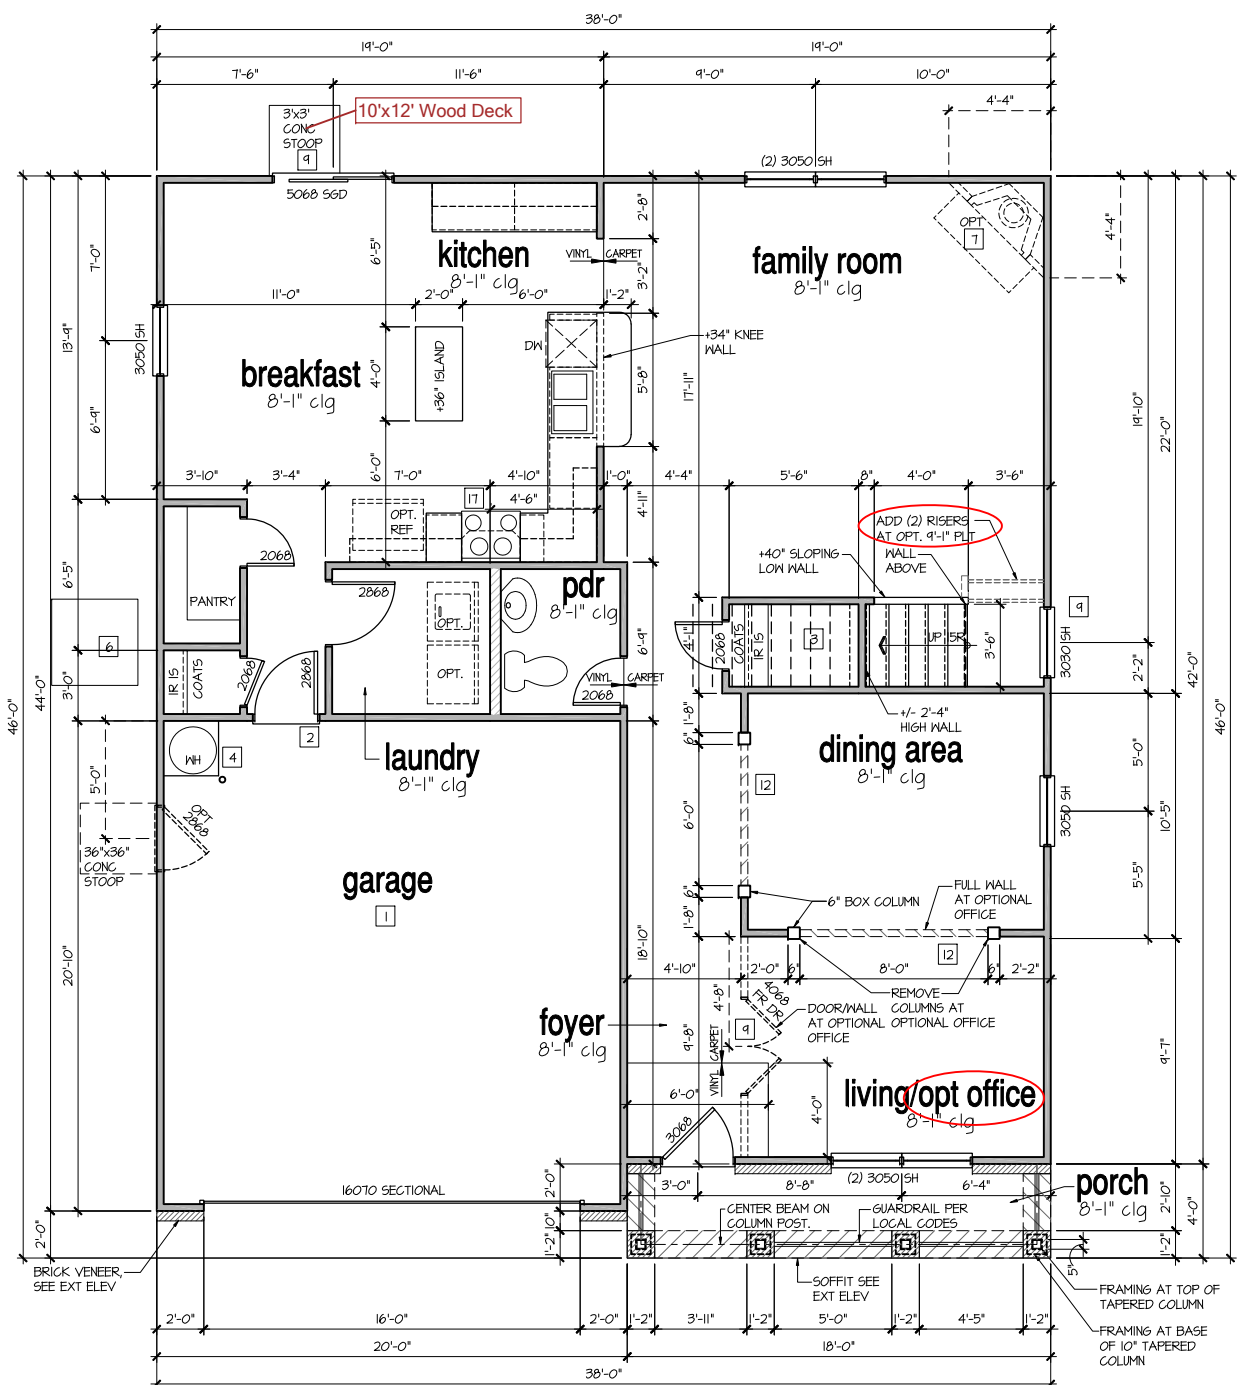 38'-0"
19'-0"
19'-0"
7'-6"
11'-6"
9'-0"
10'-0"
4'-4"
3'x3'
CONC
STOOP
9
10'x12' Wood Deck
5068 SGD
(2) 3050 SH
OPT
7
4'-4"
kitchen
8'-1" clg
family room
8'-1" clg
VINYL
CARPET
2'-8"
3'-2"
6'-5"
7'-0"
11'-0"
2'-0"
6'-0"
1'-2"
3050 SH
13'-9"
6'-9"
DW
+36" ISLAND
4'-0"
5'-8"
+34" KNEE
WALL
17'-11"
breakfast
8'-1" clg
19'-10"
22'-0"
3'-10"
3'-4"
7'-0"
4'-10"
1'-0"
4'-4"
5'-6"
8"
4'-0"
3'-6"
6'-0"
17
4'-6"
4'-11"
OPT.
REF
ADD (2) RISERS
AT OPT. 9'-1" PLT
+40" SLOPING
LOW WALL
WALL
ABOVE
2068
PANTRY
6'-5"
2868
pdr
8'-1" clg
OPT.
OPT.
6
3'-0"
IR IS
COATS
2068
2868
2
VINYL
CARPET
2068
6'-9"
4'-1"
2068
COATS
IR IS
3
UP 5R
3'-6"
9
3030 SH
2'-2"
42'-0"
46'-0"
46'-0"
44'-0"
+/- 2'-4"
HIGH WALL
1'-8"
6"
WH
4
laundry
8'-1" clg
dining area
8'-1" clg
12
5'-0"
5'-0"
6'-0"
3050 SH
10'-5"
OPT
2868
36"x36"
CONC
STOOP
garage
1
5'-5"
6"
1'-8"
6" BOX COLUMN
FULL WALL
AT OPTIONAL
OFFICE
12
20'-10"
18'-10"
4'-10"
2'-0"
6"
8'-0"
6"
2'-2"
4'-8"
4068
FR DR
REMOVE
COLUMNS AT
OPTIONAL OFFICE
DOOR/WALL
AT OPTIONAL
OFFICE
9
foyer
8'-1" clg
9'-8"
VINYL
CARPET
9'-7"
6'-0"
4'-0"
living/opt office
8'-1" clg
3068
16070 SECTIONAL
2'-0"
3'-0"
8'-8"
(2) 3050 SH
6'-4"
porch
8'-1" clg
2'-10"
4'-0"
CENTER BEAM ON
COLUMN POST.
GUARDRAIL PER
LOCAL CODES
2'-0"
10"
1'-2"
1'-2"
5"
BRICK VENEER,
SEE EXT ELEV
SOFFIT SEE
EXT ELEV
FRAMING AT TOP OF
TAPERED COLUMN
FRAMING AT BASE
OF 10" TAPERED
COLUMN
2'-0"
16'-0"
2'-0"
1'-2"
3'-11"
1'-2"
5'-0"
1'-2"
4'-5"
1'-2"
20'-0"
18'-0"
38'-0"